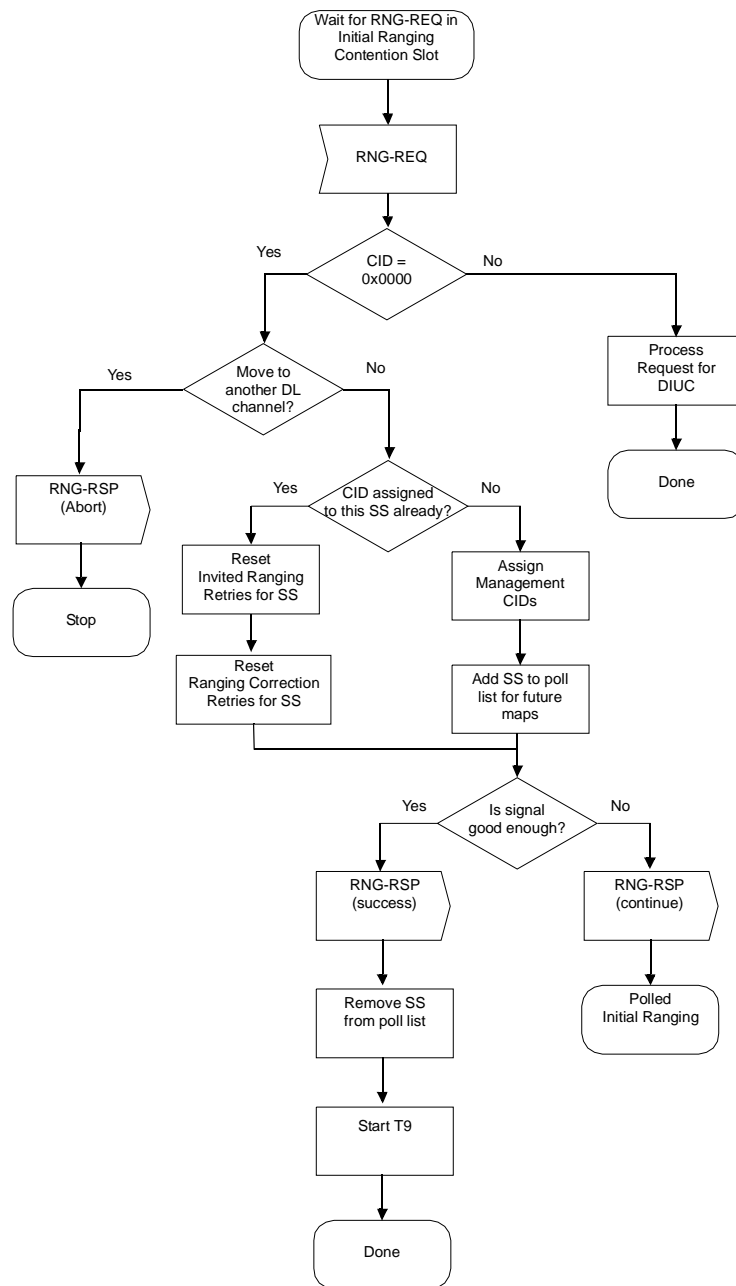 Wait for RNG-REQ in
Initial Ranging
Contention Slot
RNG-REQ
Yes
CID =
0x0000
No
Process
Request for
DIUC
Done
Yes
Move to
another DL
channel?
No
RNG-RSP
(Abort)
Stop
Yes
CID assigned
to this SS already?
No
Reset
Invited Ranging
Retries for SS
Reset
Ranging Correction
Retries for SS
Assign
Management
CIDs
Add SS to poll
list for future
maps
Yes
Is signal
good enough?
No
RNG-RSP
(success)
Remove SS
from poll list
Start T9
Done
RNG-RSP
(continue)
Polled
Initial Ranging